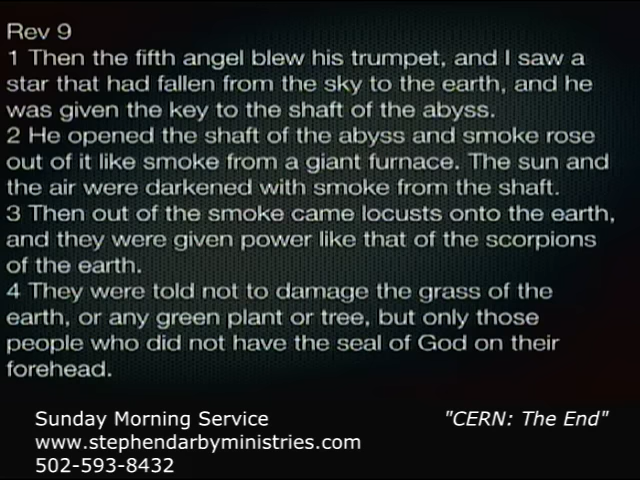 Rev 9
1 Then the fifth angel blew his trumpet, and I saw a
star that had fallen from the sky to the earth, and he
was given the key to the shaft of the abyss.
2 He opened the shaft of the abyss and smoke rose
out of it like smoke from a giant furnace. The sun and
the air were darkened with smoke from the shaft.
3 Then out of the smoke came locusts onto the earth,
and they were given power like that of the scorpions
of the earth.
4 They were told not to damage the grass of the
earth, or any green plant or tree, but only those
people who did not have the seal of God on their
forehead.
Sunday Morning Service
"CERN: The End"
www.stephendarbyministries.com
502-593-8432